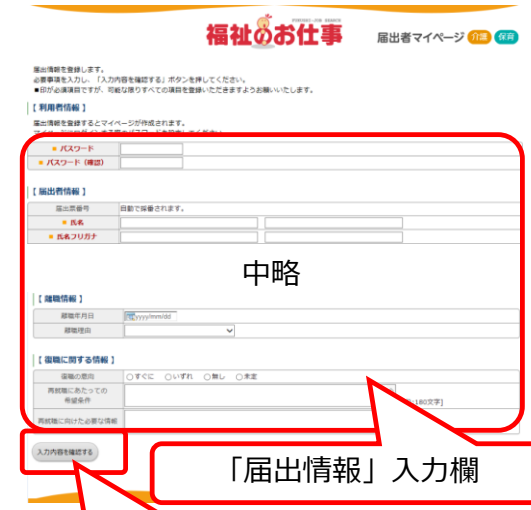 福祉のお仕事
届出者マイページ 介護 保育
届出情報を登録します。
必要事項を入力し、「入力内容を確認する」ボタンを押してください。
■印が必須項目ですが、可能な限りすべての項目を登録いただきますようお願いいたします。
【 利用者情報 】
届出情報を登録するとマイページが作成されます。
■ パスワード
■ パスワード（確認）
【 届出者情報 】
届出票番号 自動で採番されます。
■ 氏名
■ 氏名フリガナ
中略
【 離職情報 】
離職年月日 yyyy/mm/dd
離職理由
【 復職に関する情報 】
復職の意向 ○すぐに ○いずれ ○無し ○未定
再就職にあたっての
希望条件
180文字]
再就職に向けた必要な情報
入力内容を確認する
「届出情報」入力欄